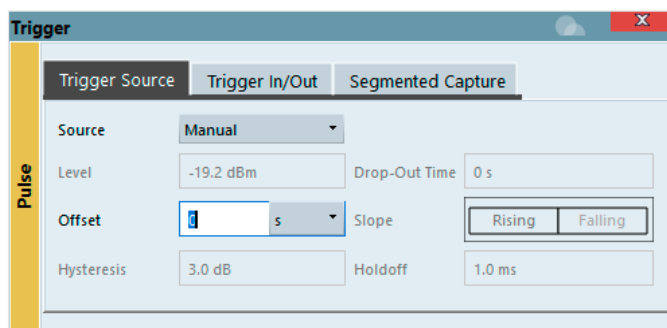 Trigger
X
Trigger Source Trigger In/Out Segmented Capture
Source Manual
Level -19.2 dBm Drop-Out Time 0 s
Offset 0 s Slope Rising Falling
Hysteresis 3.0 dB Holdoff 1.0 ms
Pulse